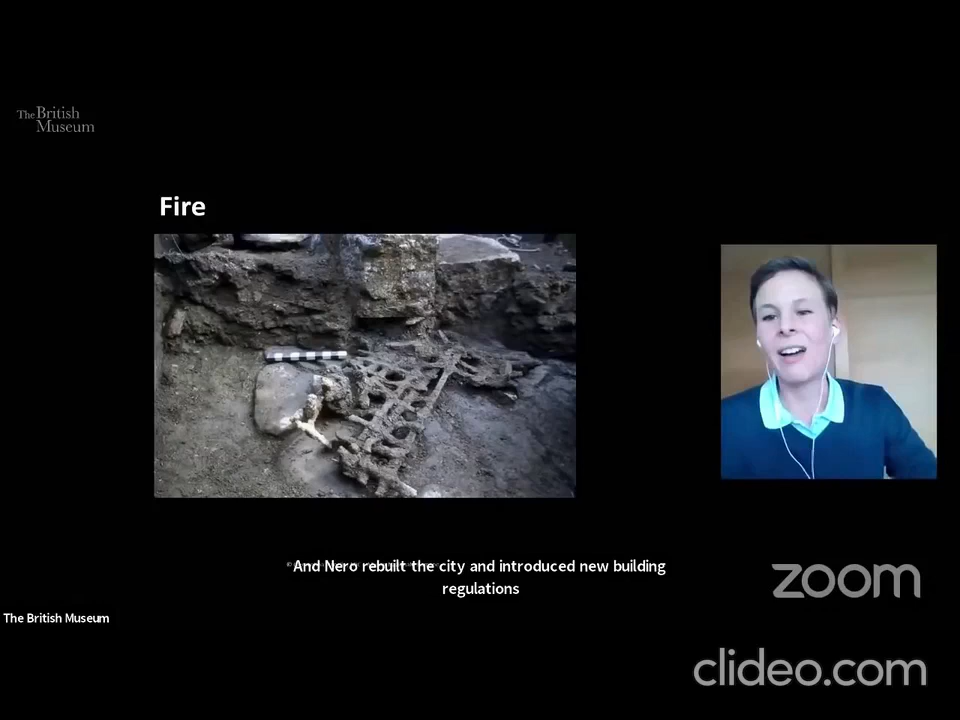 The British
Museum
Fire
And Nero rebuilt the city and introduced new building
regulations
zoom
The British Museum
clideo.com